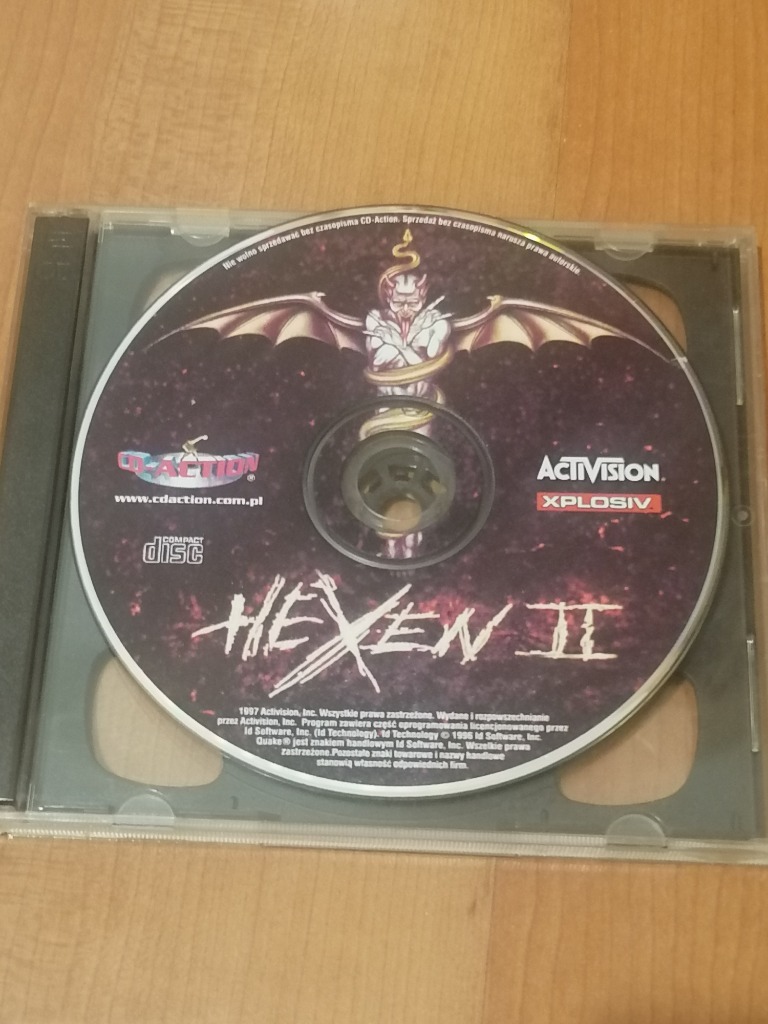 Nie wolno sprzedawać bez czasopisma CD-Action. Sprzedaż bez czasopisma narusza prawa autorskie.
CD-ACTION®
www.cdaction.com.pl
COMPACT
disc
ACTIVISION®
XPLOSIV™
HEXEN II
1997 Activision, Inc. Wszystkie prawa zastrzeżone. Wydane i rozpowszechniane
przez Activision, Inc. Program zawiera część oprogramowania licencjonowanego przez
Id Software, Inc. (Id Technology). Id Technology © 1996 Id Software, Inc.
Quake® jest znakiem handlowym Id Software, Inc. Wszelkie prawa
zastrzeżone.Pozostałe znaki towarowe i nazwy handlowe
stanowią własność odpowiednich firm.